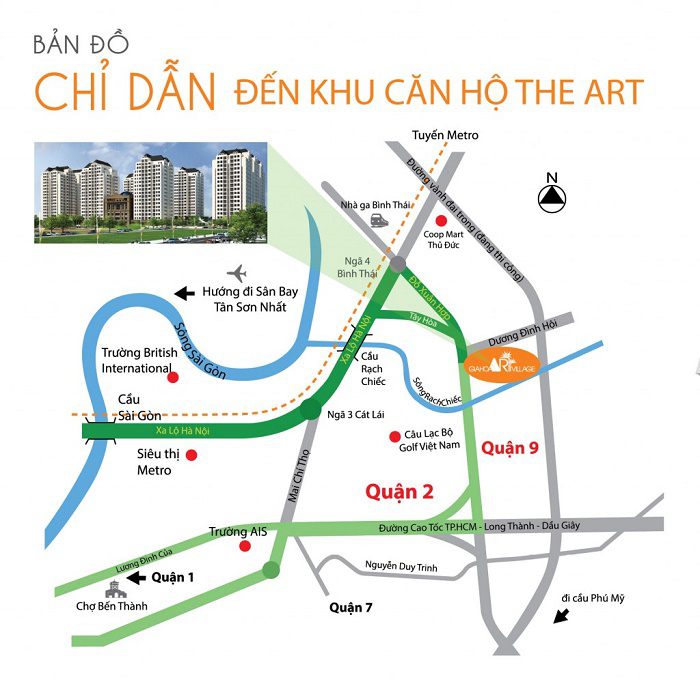 BẢN ĐỒ
CHỈ DẪN ĐẾN KHU CĂN HỘ THE ART
Tuyến Metro
Đường vành đai trong (đang thi công)
N
Nhà ga Bình Thái
Coop Mart
Thủ Đức
Ngã 4
Bình Thái
Hướng đi Sân Bay
Tân Sơn Nhất
Đỗ Xuân Hợp
Tây Hòa
Dương Đình Hội
Xa Lộ Hà Nội
Sông Sài Gòn
Trường British
International
Cầu
Rạch
Chiếc
GIAHOA ART VILLAGE
Sông Rạch Chiếc
Cầu
Sài Gòn
Ngã 3 Cát Lái
Xa Lộ Hà Nội
Câu Lạc Bộ
Golf Việt Nam
Siêu thị
Metro
Quận 9
Mai Chí Thọ
Quận 2
Trường AIS
Đường Cao Tốc TP.HCM - Long Thành - Dầu Giây
Lương Định Của
Quận 1
Nguyễn Duy Trinh
Chợ Bến Thành
Quận 7
đi cầu Phú Mỹ